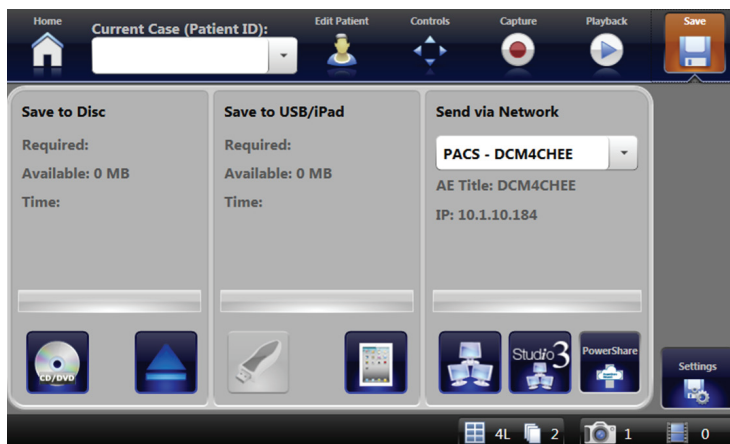 Home
Current Case (Patient ID):
Edit Patient
Controls
Capture
Playback
Save
Save to Disc
Required:
Available: 0 MB
Time:
CD/DVD
Save to USB/iPad
Required:
Available: 0 MB
Time:
Send via Network
PACS - DCM4CHEE
AE Title: DCM4CHEE
IP: 10.1.10.184
Studio3
PowerShare
Settings
4L 2 1 0